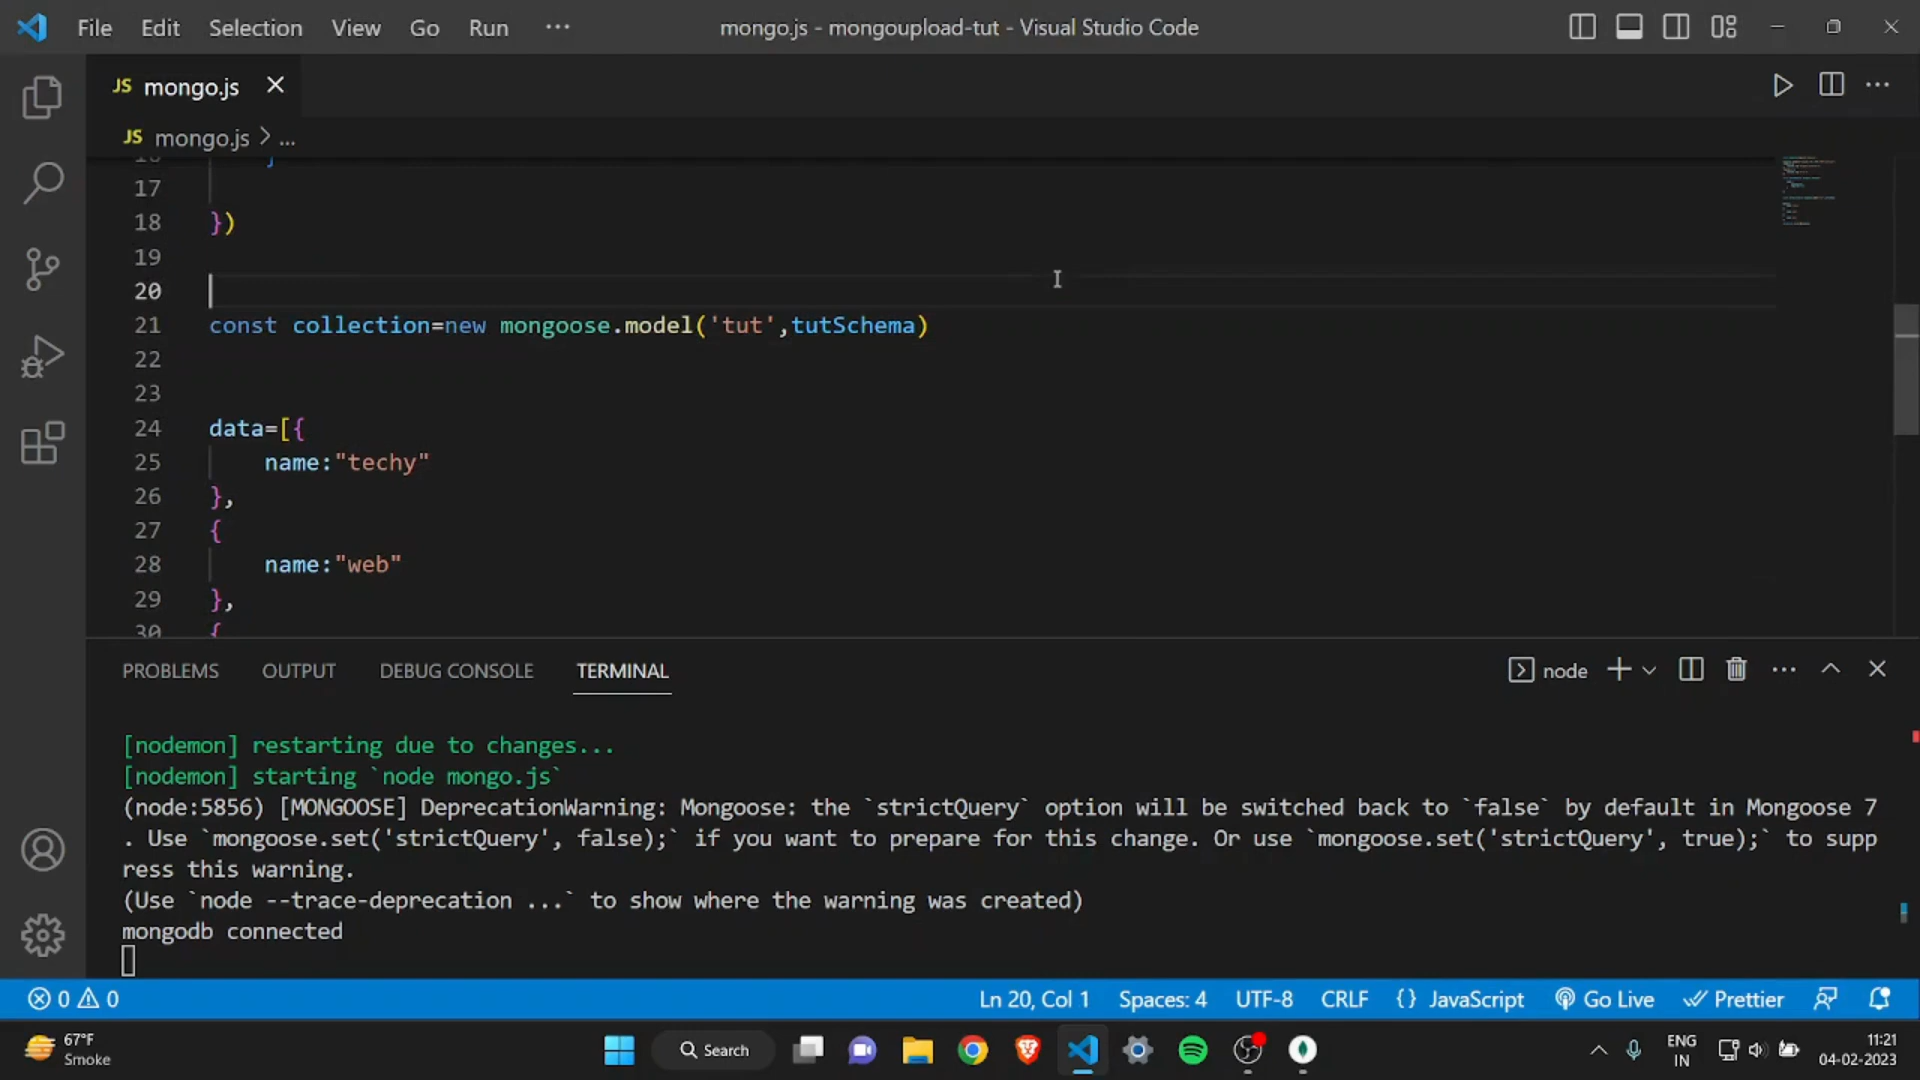 File Edit Selection View Go Run ··· mongo.js - mongoupload-tut - Visual Studio Code
JS mongo.js
JS mongo.js > ...
16 }
17
18 })
19
20
21 const collection=new mongoose.model('tut',tutSchema)
22
23
24 data=[{
25 name:"techy"
26 },
27 {
28 name:"web"
29 },
30 {
PROBLEMS OUTPUT DEBUG CONSOLE TERMINAL node
[nodemon] restarting due to changes...
[nodemon] starting `node mongo.js`
(node:5856) [MONGOOSE] DeprecationWarning: Mongoose: the `strictQuery` option will be switched back to `false` by default in Mongoose 7
. Use `mongoose.set('strictQuery', false);` if you want to prepare for this change. Or use `mongoose.set('strictQuery', true);` to supp
ress this warning.
(Use `node --trace-deprecation ...` to show where the warning was created)
mongodb connected
0 0 Ln 20, Col 1 Spaces: 4 UTF-8 CRLF {} JavaScript Go Live Prettier
67°F
Smoke
Search
ENG
IN
11:21
04-02-2023